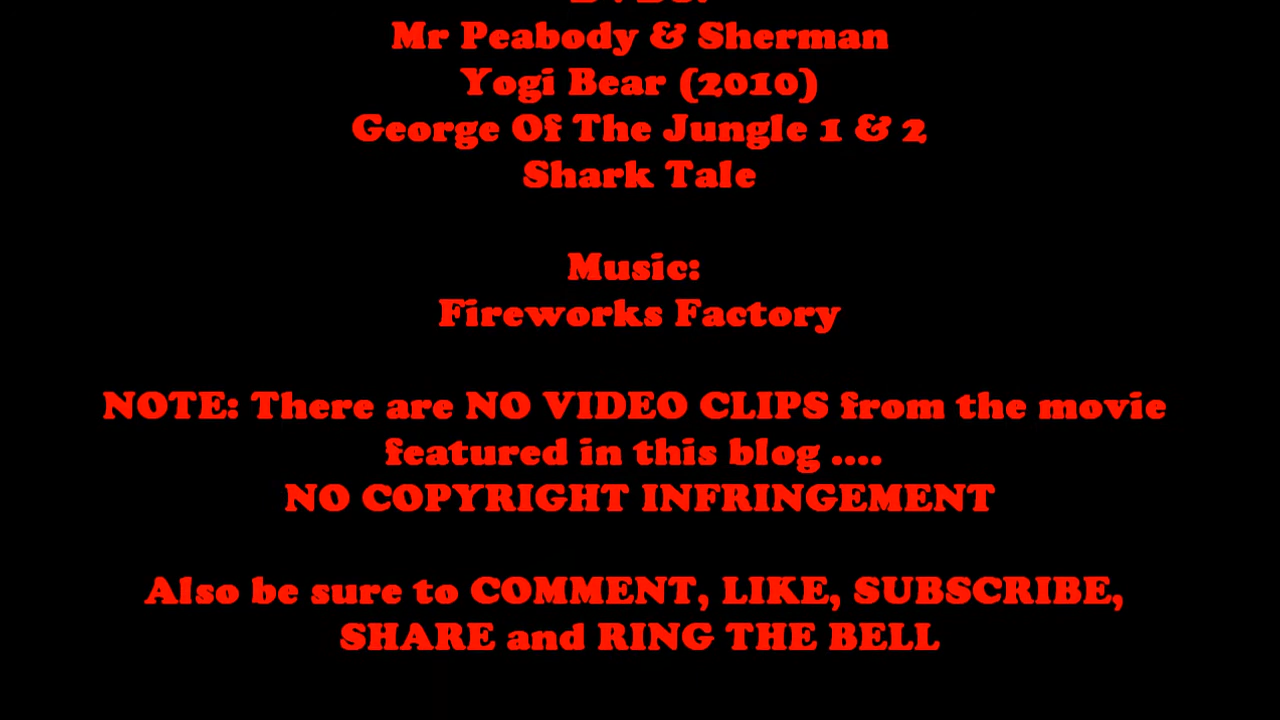 Mr Peabody & Sherman
Yogi Bear (2010)
George Of The Jungle 1 & 2
Shark Tale
Music:
Fireworks Factory
NOTE: There are NO VIDEO CLIPS from the movie
featured in this blog ....
NO COPYRIGHT INFRINGEMENT
Also be sure to COMMENT, LIKE, SUBSCRIBE,
SHARE and RING THE BELL